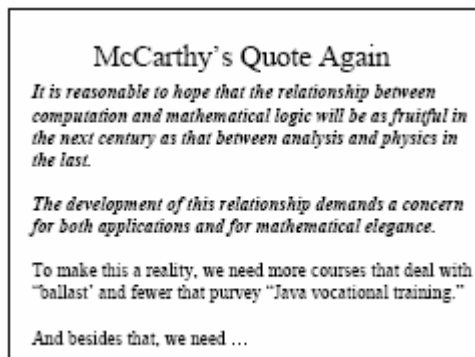 McCarthy's Quote Again
It is reasonable to hope that the relationship between
computation and mathematical logic will be as fruitful in
the next century as that between analysis and physics in
the last.
The development of this relationship demands a concern
for both applications and for mathematical elegance.
To make this a reality, we need more courses that deal with
"ballast' and fewer that purvey "Java vocational training."
And besides that, we need …